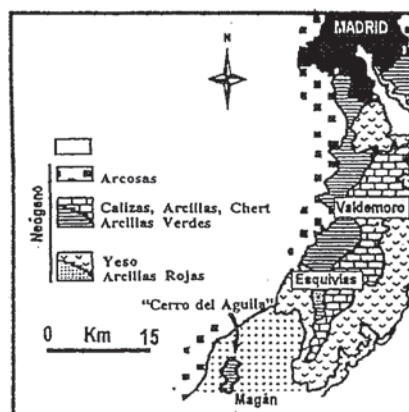 MADRID
N
Neógeno
Arcosas
Calizas, Arcillas, Chert
Arcillas Verdes
Yeso
Arcillas Rojas
Valdemoro
Esquivias
"Cerro del Aguila"
0 Km 15
Magán